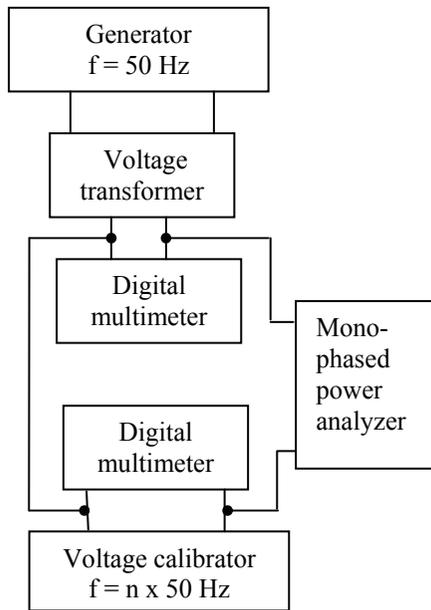 Generator
f = 50 Hz
Voltage
transformer
Digital
multimeter
Mono-
phased
power
analyzer
Digital
multimeter
Voltage calibrator
f = n x 50 Hz